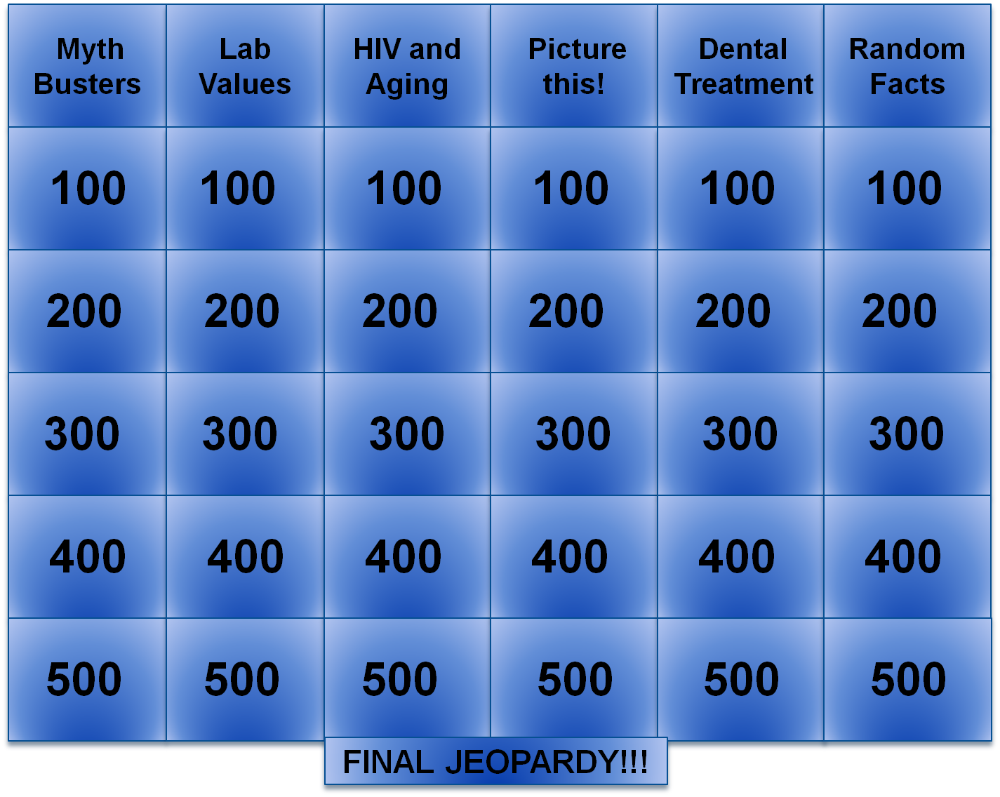 Myth
Busters
Lab
Values
HIV and
Aging
Picture
this!
Dental
Treatment
Random
Facts
100 100 100 100 100 100
200 200 200 200 200 200
300 300 300 300 300 300
400 400 400 400 400 400
500 500 500 500 500 500
FINAL JEOPARDY!!!